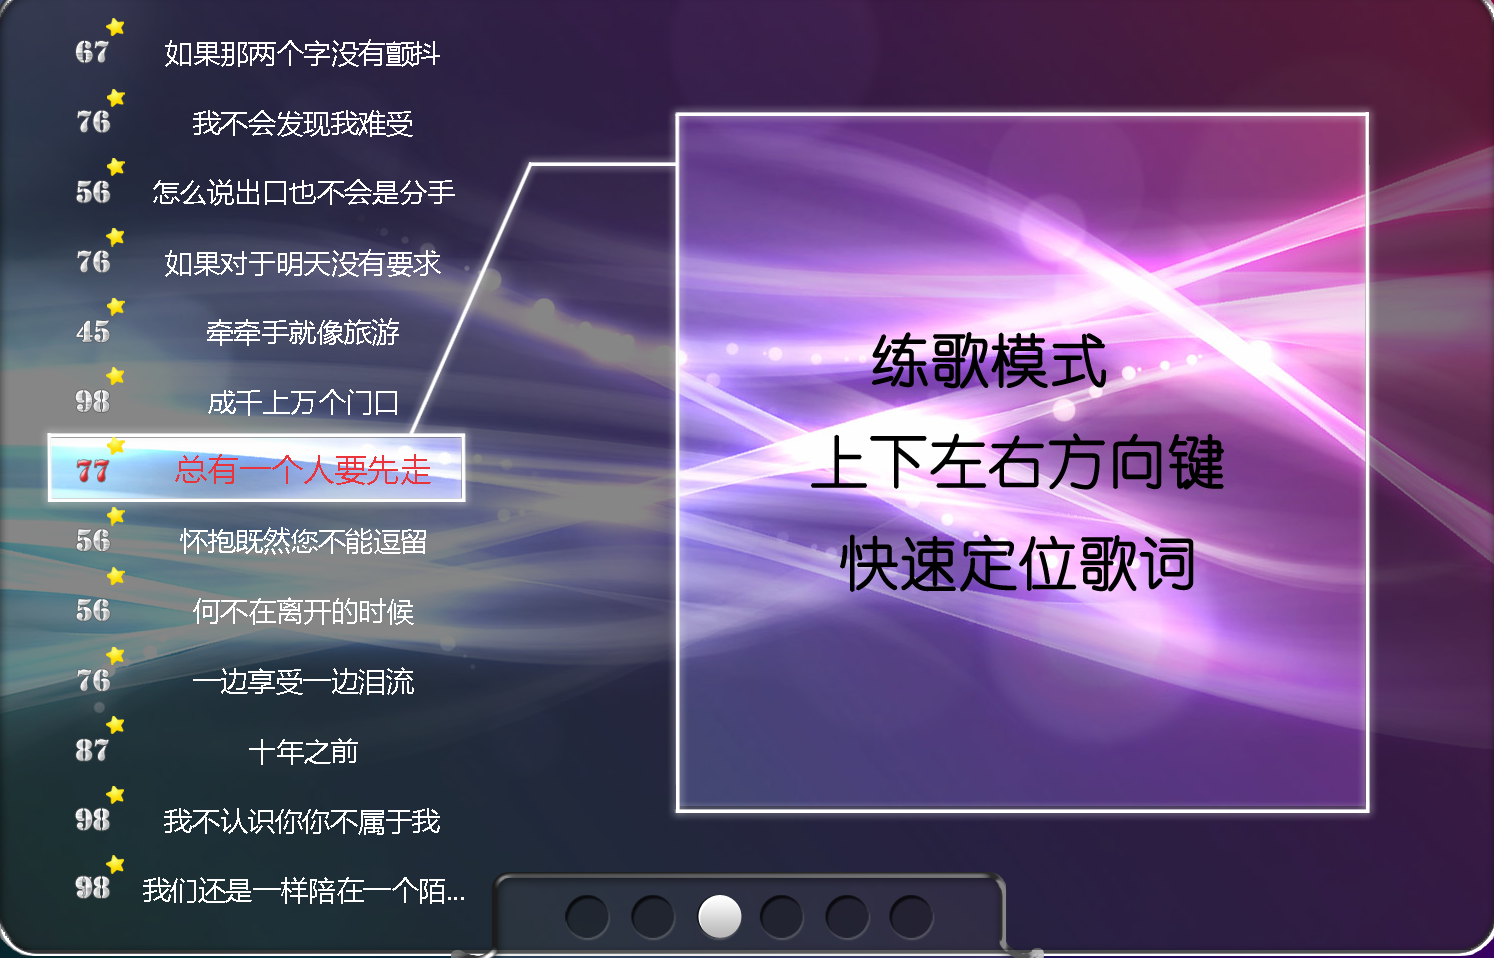 67 如果那两个字没有颤抖
76 我不会发现我难受
56 怎么说出口也不会是分手
76 如果对于明天没有要求
45 牵牵手就像旅游
98 成千上万个门口
77 总有一个人要先走
56 怀抱既然您不能逗留
56 何不在离开的时候
76 一边享受一边泪流
87 十年之前
98 我不认识你你不属于我
98 我们还是一样陪在一个陌...
练歌模式
上下左右方向键
快速定位歌词